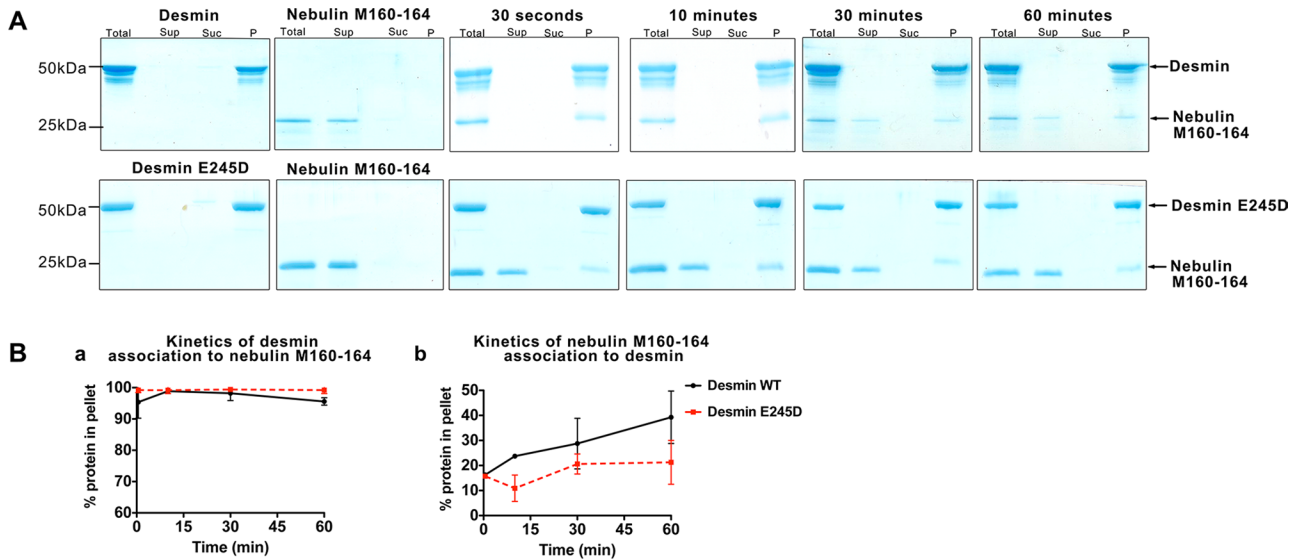 A
Desmin
Nebulin M160-164
30 seconds
10 minutes
30 minutes
60 minutes
Total Sup Suc P
Total Sup Suc P
Total Sup Suc P
Total Sup Suc P
Total Sup Suc P
Total Sup Suc P
50kDa
25kDa
Desmin
Nebulin
M160-164
Desmin E245D
Nebulin M160-164
50kDa
25kDa
Desmin E245D
Nebulin
M160-164
B
a
Kinetics of desmin
association to nebulin M160-164
% protein in pellet
100
90
80
70
60
0 15 30 45 60
Time (min)
b
Kinetics of nebulin M160-164
association to desmin
% protein in pellet
50
40
30
20
10
0
0 15 30 45 60
Time (min)
Desmin WT
Desmin E245D